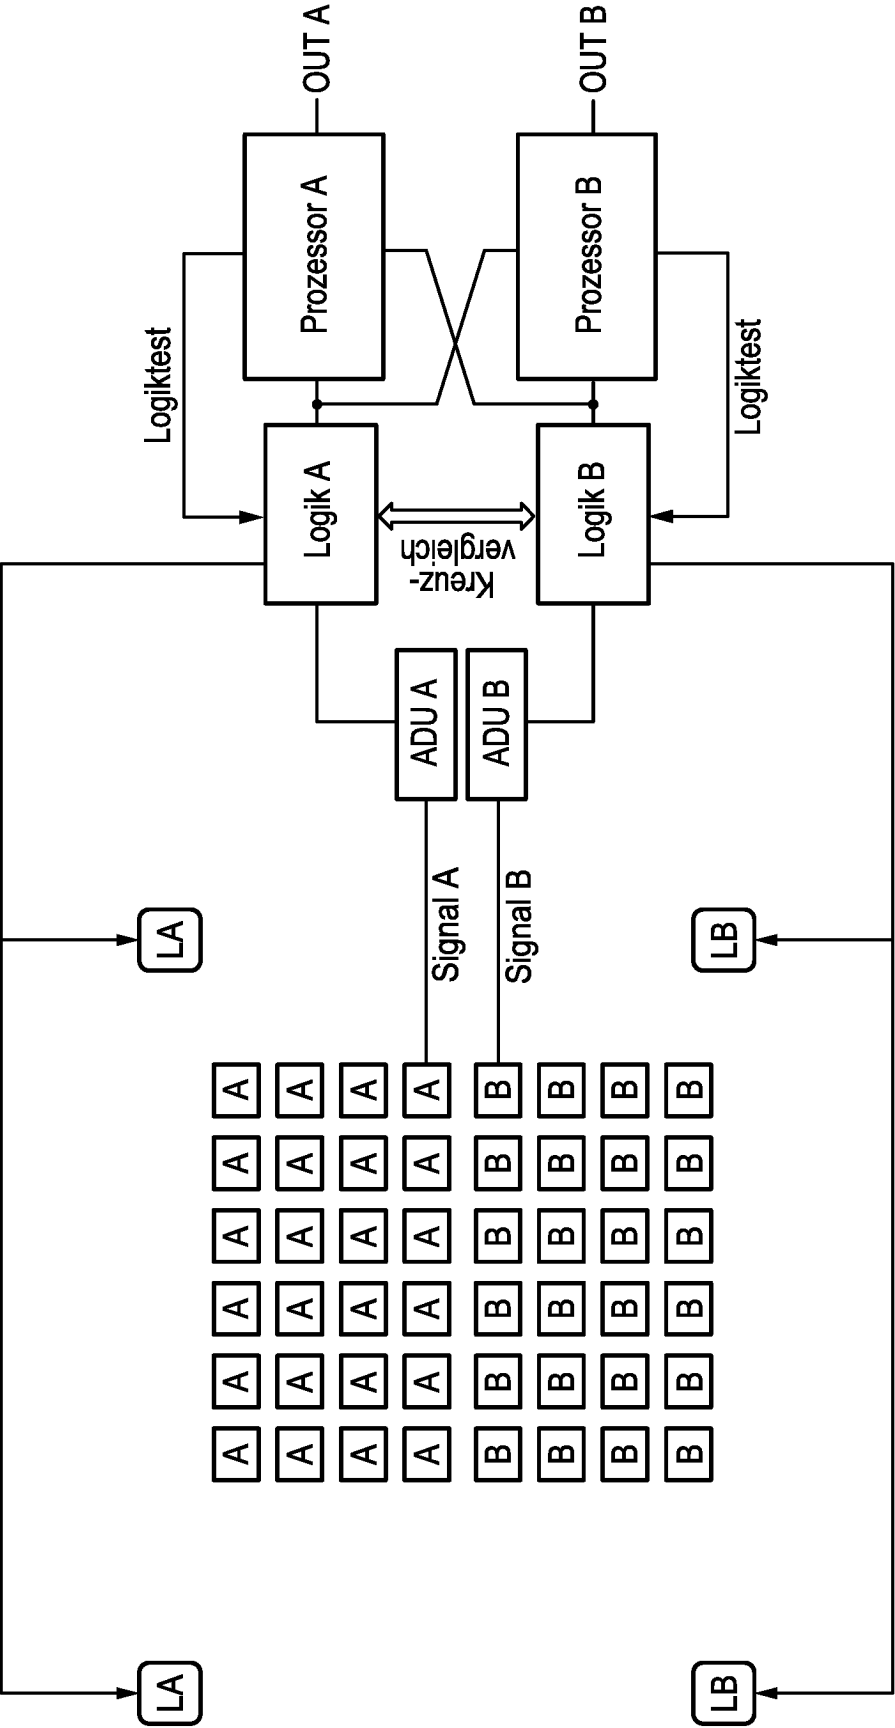 LA LA
Logiktest
A A A A A A
A A A A A A
A A A A A A
A A A A A A
B B B B B B
B B B B B B
B B B B B B
B B B B B B
Signal A
Signal B
ADU A
ADU B
Logik A
Prozessor A
OUT A
Kreuz-
vergleich
Logik B
Prozessor B
OUT B
LB LB
Logiktest